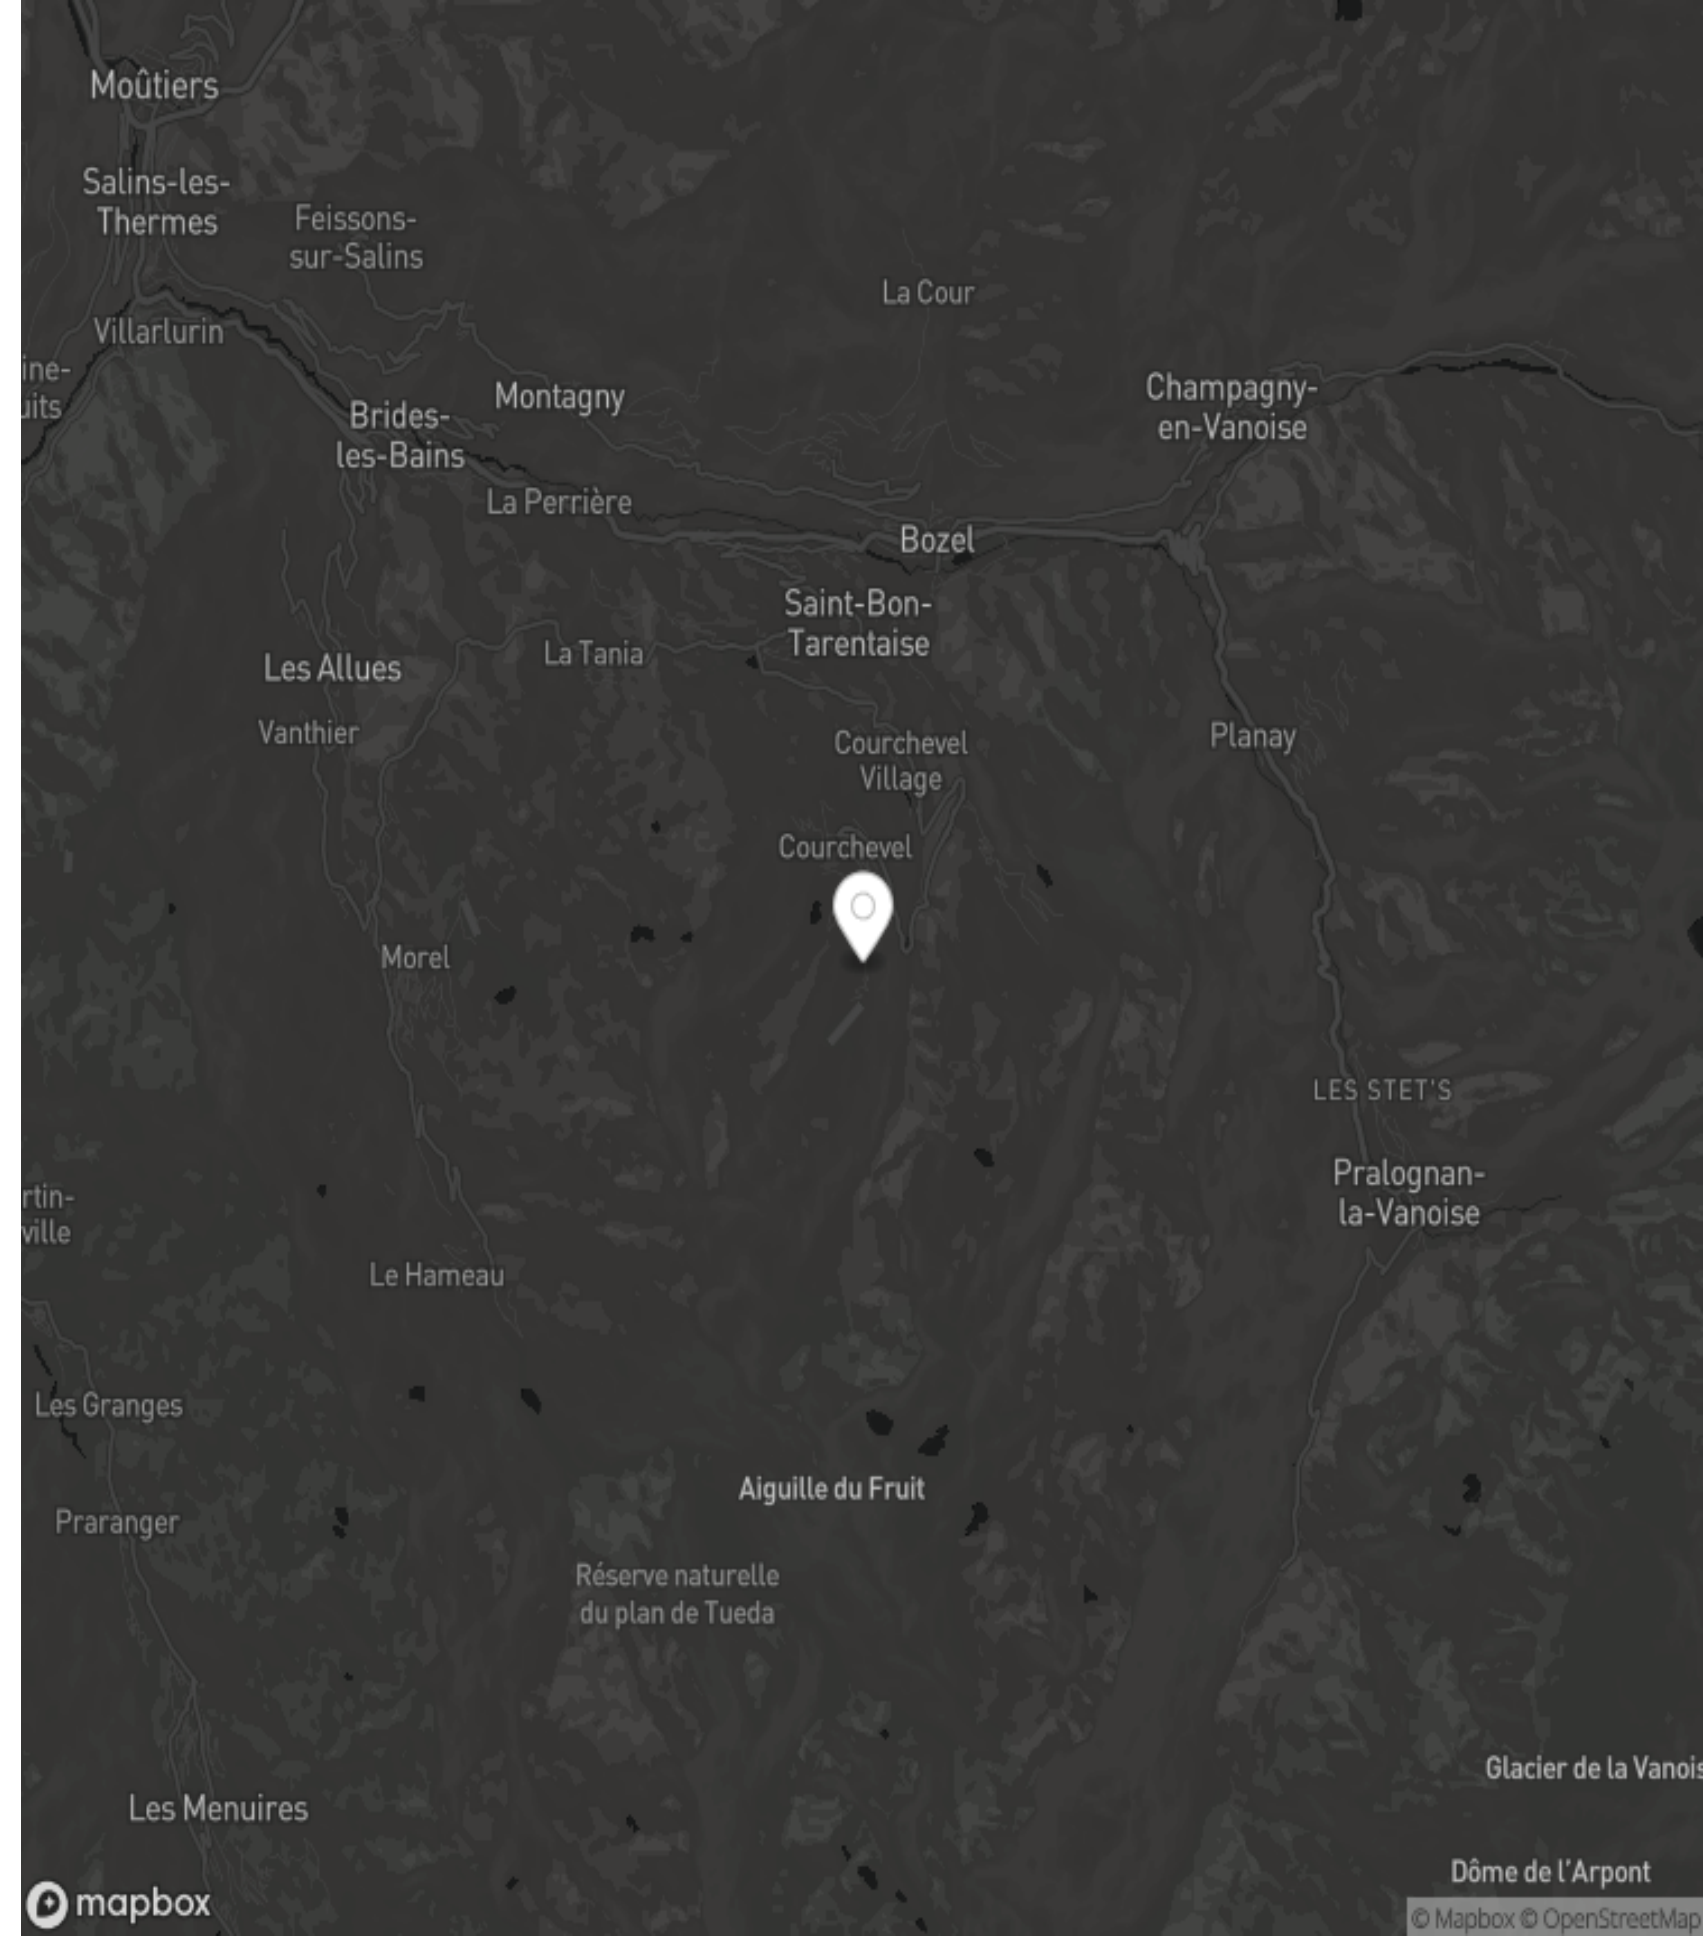 Moûtiers
Salins-les-
Thermes
Feissons-
sur-Salins
La Cour
Villarlurin
ine-
uits
Champagny-
en-Vanoise
Montagny
Brides-
les-Bains
La Perrière
Bozel
Saint-Bon-
Tarentaise
La Tania
Les Allues
Vanthier
Courchevel
Village
Planay
Courchevel
Morel
LES STET'S
Pralognan-
la-Vanoise
rtin-
ville
Le Hameau
Les Granges
Aiguille du Fruit
Praranger
Réserve naturelle
du plan de Tueda
Glacier de la Vanois
Les Menuires
Dôme de l'Arpont
mapbox
© Mapbox © OpenStreetMap